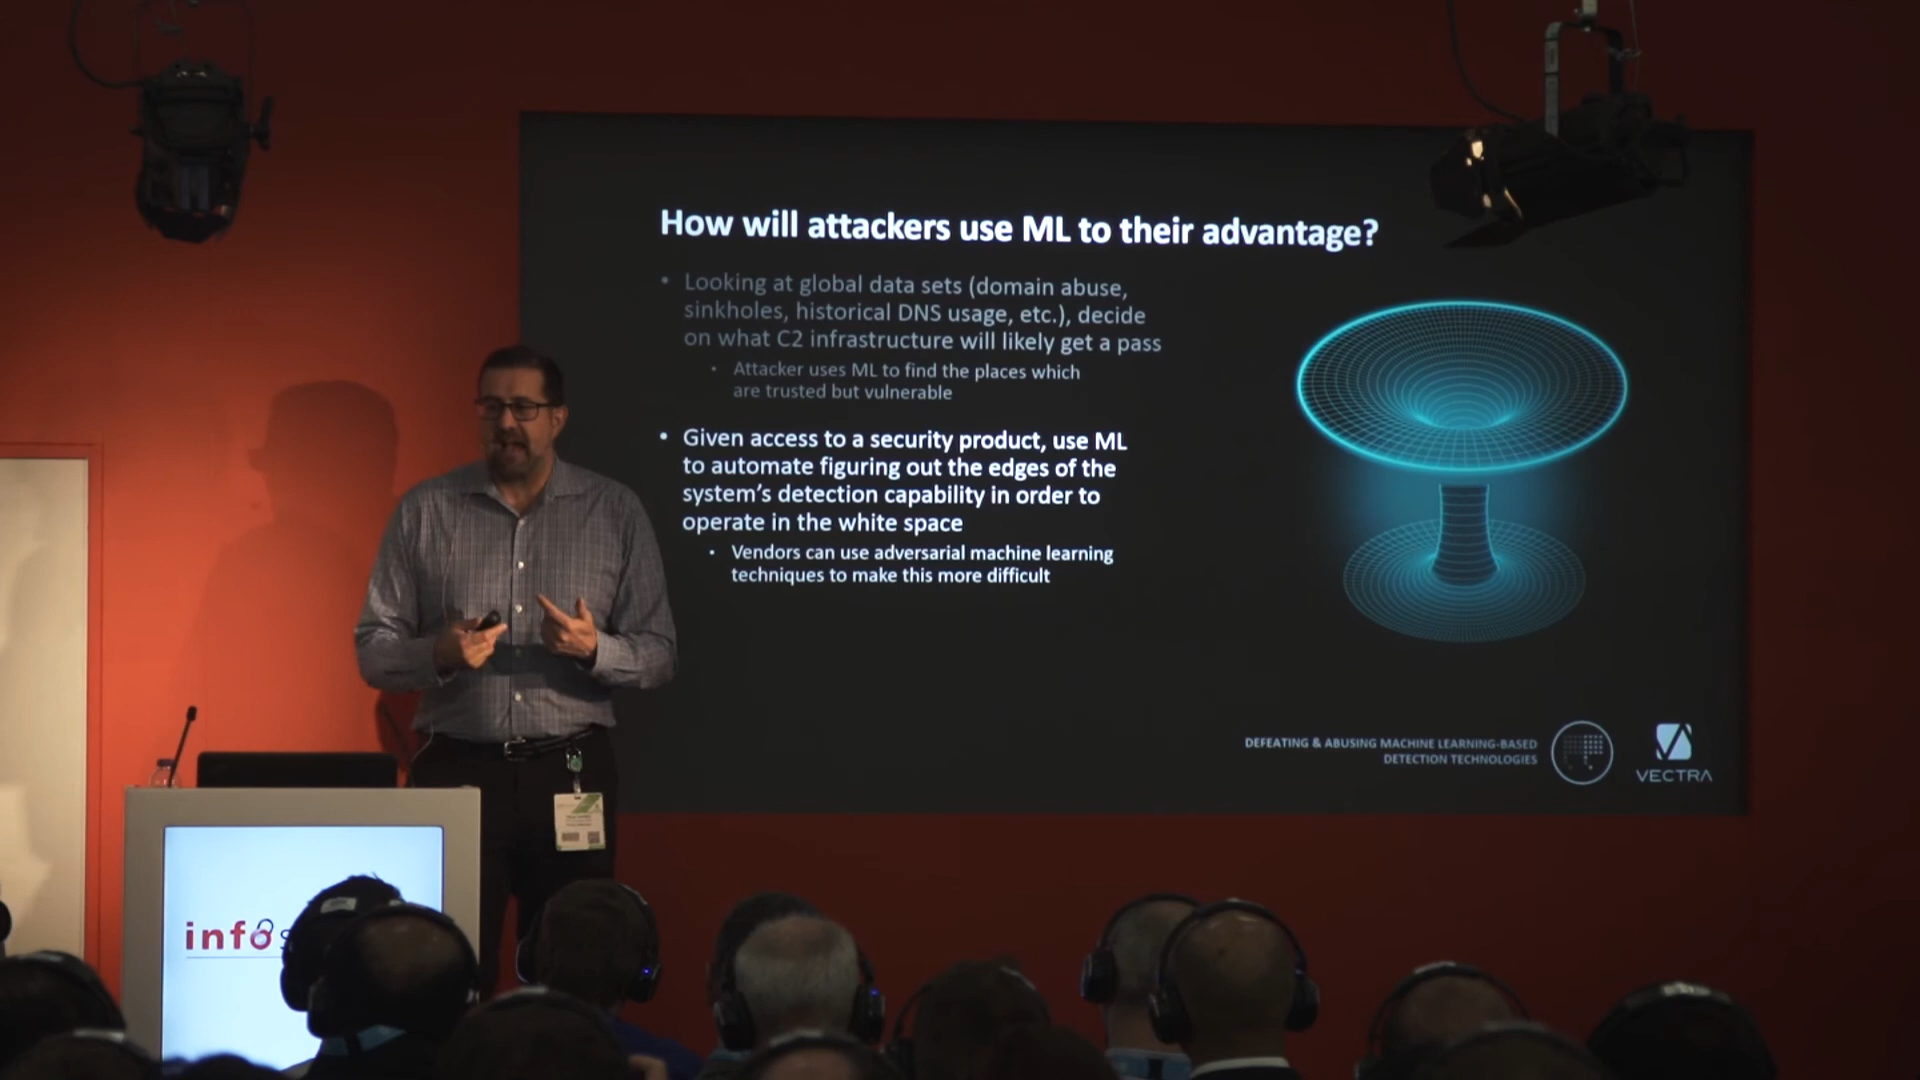 How will attackers use ML to their advantage?
• Looking at global data sets (domain abuse,
sinkholes, historical DNS usage, etc.), decide
on what C2 infrastructure will likely get a pass
• Attacker uses ML to find the places which
are trusted but vulnerable
• Given access to a security product, use ML
to automate figuring out the edges of the
system's detection capability in order to
operate in the white space
• Vendors can use adversarial machine learning
techniques to make this more difficult
DEFEATING & ABUSING MACHINE LEARNING-BASED
DETECTION TECHNOLOGIES
VECTRA
info